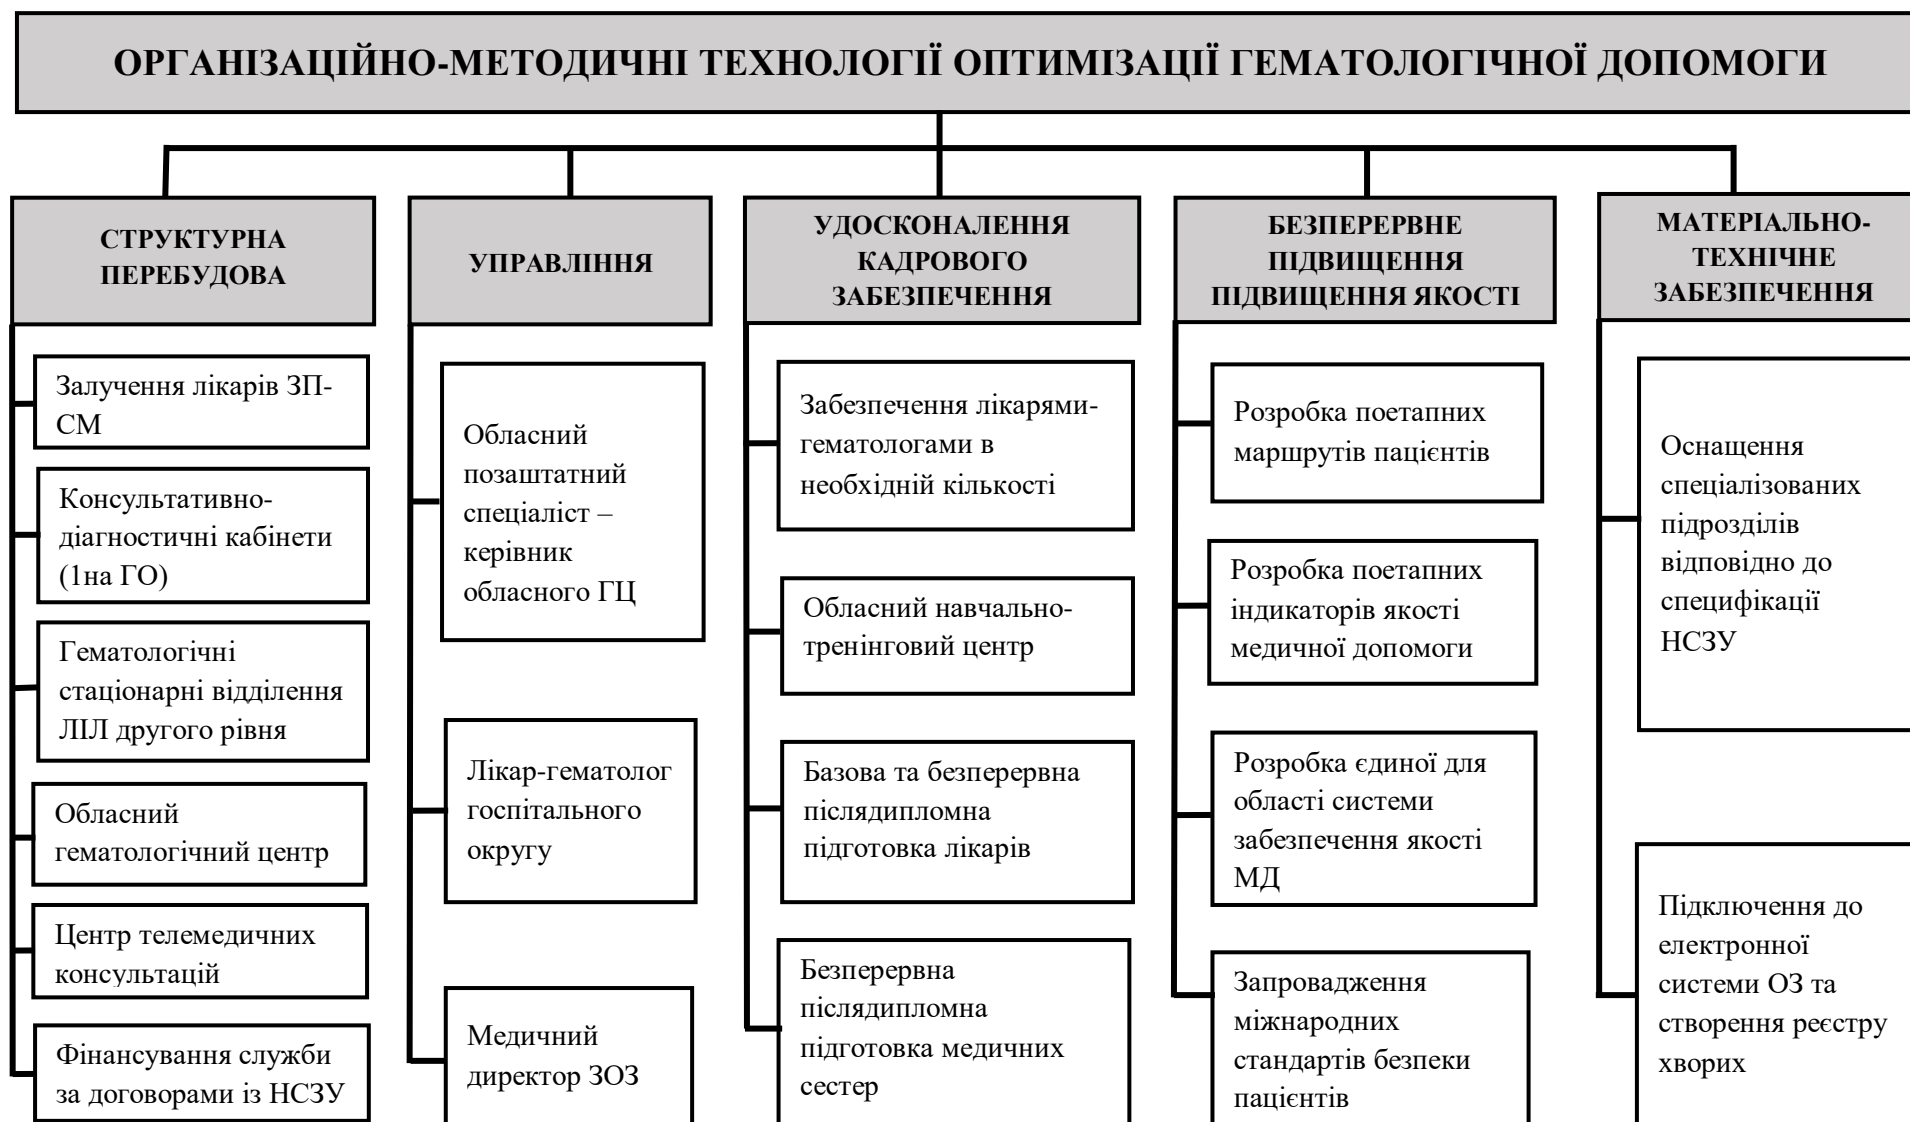 ОРГАНІЗАЦІЙНО-МЕТОДИЧНІ ТЕХНОЛОГІЇ ОПТИМІЗАЦІЇ ГЕМАТОЛОГІЧНОЇ ДОПОМОГИ
СТРУКТУРНА
ПЕРЕБУДОВА
Залучення лікарів ЗП-
СМ
Консультативно-
діагностичні кабінети
(1на ГО)
Гематологічні
стаціонарні відділення
ЛІЛ другого рівня
Обласний
гематологічний центр
Центр телемедичних
консультацій
Фінансування служби
за договорами із НСЗУ
УПРАВЛІННЯ
Обласний
позаштатний
спеціаліст –
керівник
обласного ГЦ
Лікар-гематолог
госпітального
округу
Медичний
директор ЗОЗ
УДОСКОНАЛЕННЯ
КАДРОВОГО
ЗАБЕЗПЕЧЕННЯ
Забезпечення лікарями-
гематологами в
необхідній кількості
Обласний навчально-
тренінговий центр
Базова та безперервна
післядипломна
підготовка лікарів
Безперервна
післядипломна
підготовка медичних
сестер
БЕЗПЕРЕРВНЕ
ПІДВИЩЕННЯ
ПІДВИЩЕННЯ ЯКОСТІ
Розробка поетапних
маршрутів пацієнтів
Розробка поетапних
індикаторів якості
медичної допомоги
Розробка єдиної для
області системи
забезпечення якості
МД
Запровадження
міжнародних
стандартів безпеки
пацієнтів
МАТЕРІАЛЬНО-
ТЕХНІЧНЕ
ЗАБЕЗПЕЧЕННЯ
Оснащення
спеціалізованих
підрозділів
відповідно до
специфікації
НСЗУ
Підключення до
електронної
системи ОЗ та
створення реєстру
хворих